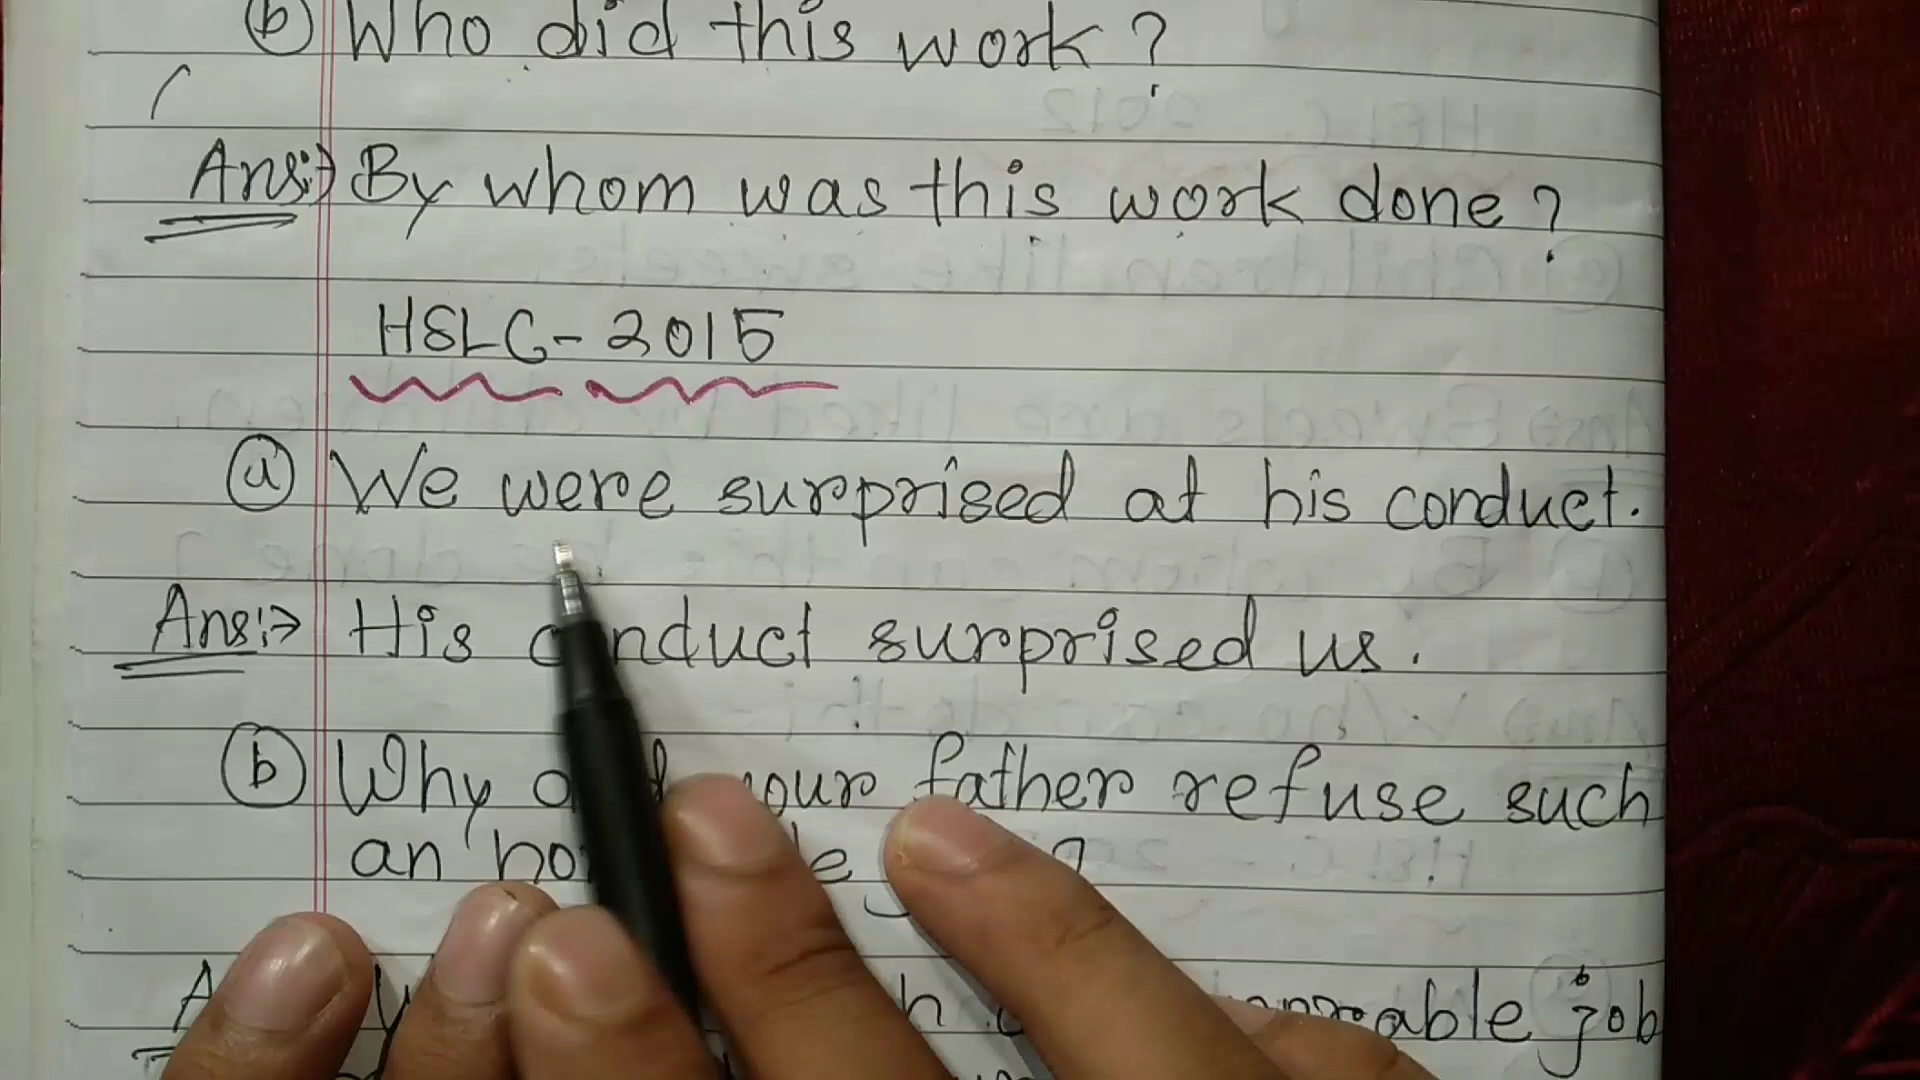 (b) Who did this work?
Ans:→ By whom was this work done?
HSLC-2015
(a) We were surprised at his conduct.
Ans:→ His conduct surprised us.
(b) Why your father refuse such
an ?
job